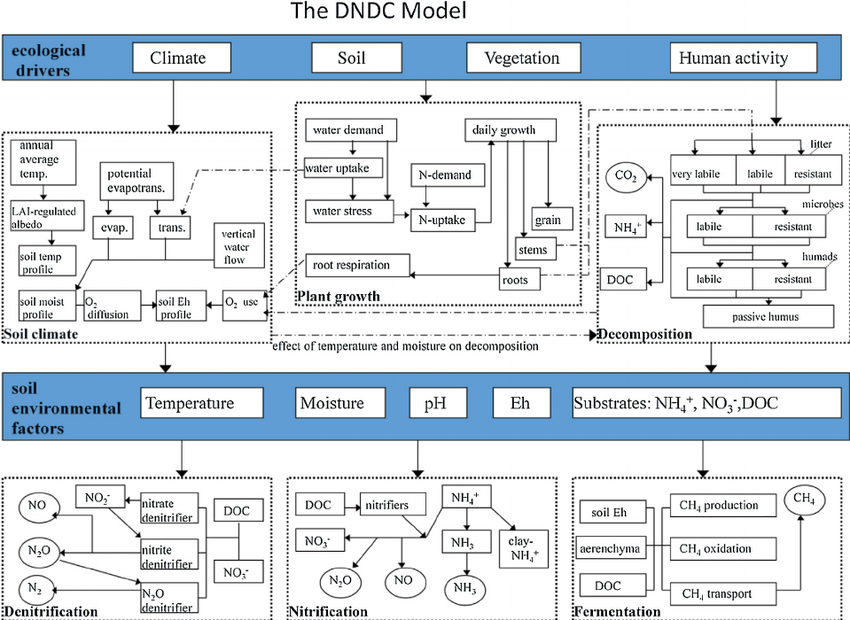 The DNDC Model
ecological
drivers
Climate
Soil
Vegetation
Human activity
annual
average
temp.
potential
evapotrans.
LAI-regulated
albedo
evap.
trans.
vertical
water
flow
soil temp
profile
soil moist
profile
O2
diffusion
soil Eh
profile
O2 use
Soil climate
water demand
daily growth
water uptake
N-demand
water stress
N-uptake
grain
stems
root respiration
roots
Plant growth
litter
CO2
very labile
labile
resistant
microbes
NH4+
labile
resistant
humads
DOC
labile
resistant
passive humus
Decomposition
effect of temperature and moisture on decomposition
soil
environmental
factors
Temperature
Moisture
pH
Eh
Substrates: NH4+, NO3-,DOC
NO
NO2-
nitrate
denitrifier
DOC
N2O
nitrite
denitrifier
NO3-
N2
N2O
denitrifier
Denitrification
DOC
nitrifiers
NH4+
NO3-
NH3
clay-
NH4+
N2O
NO
NH3
Nitrification
soil Eh
CH4 production
CH4
aerenchyma
CH4 oxidation
DOC
CH4 transport
Fermentation